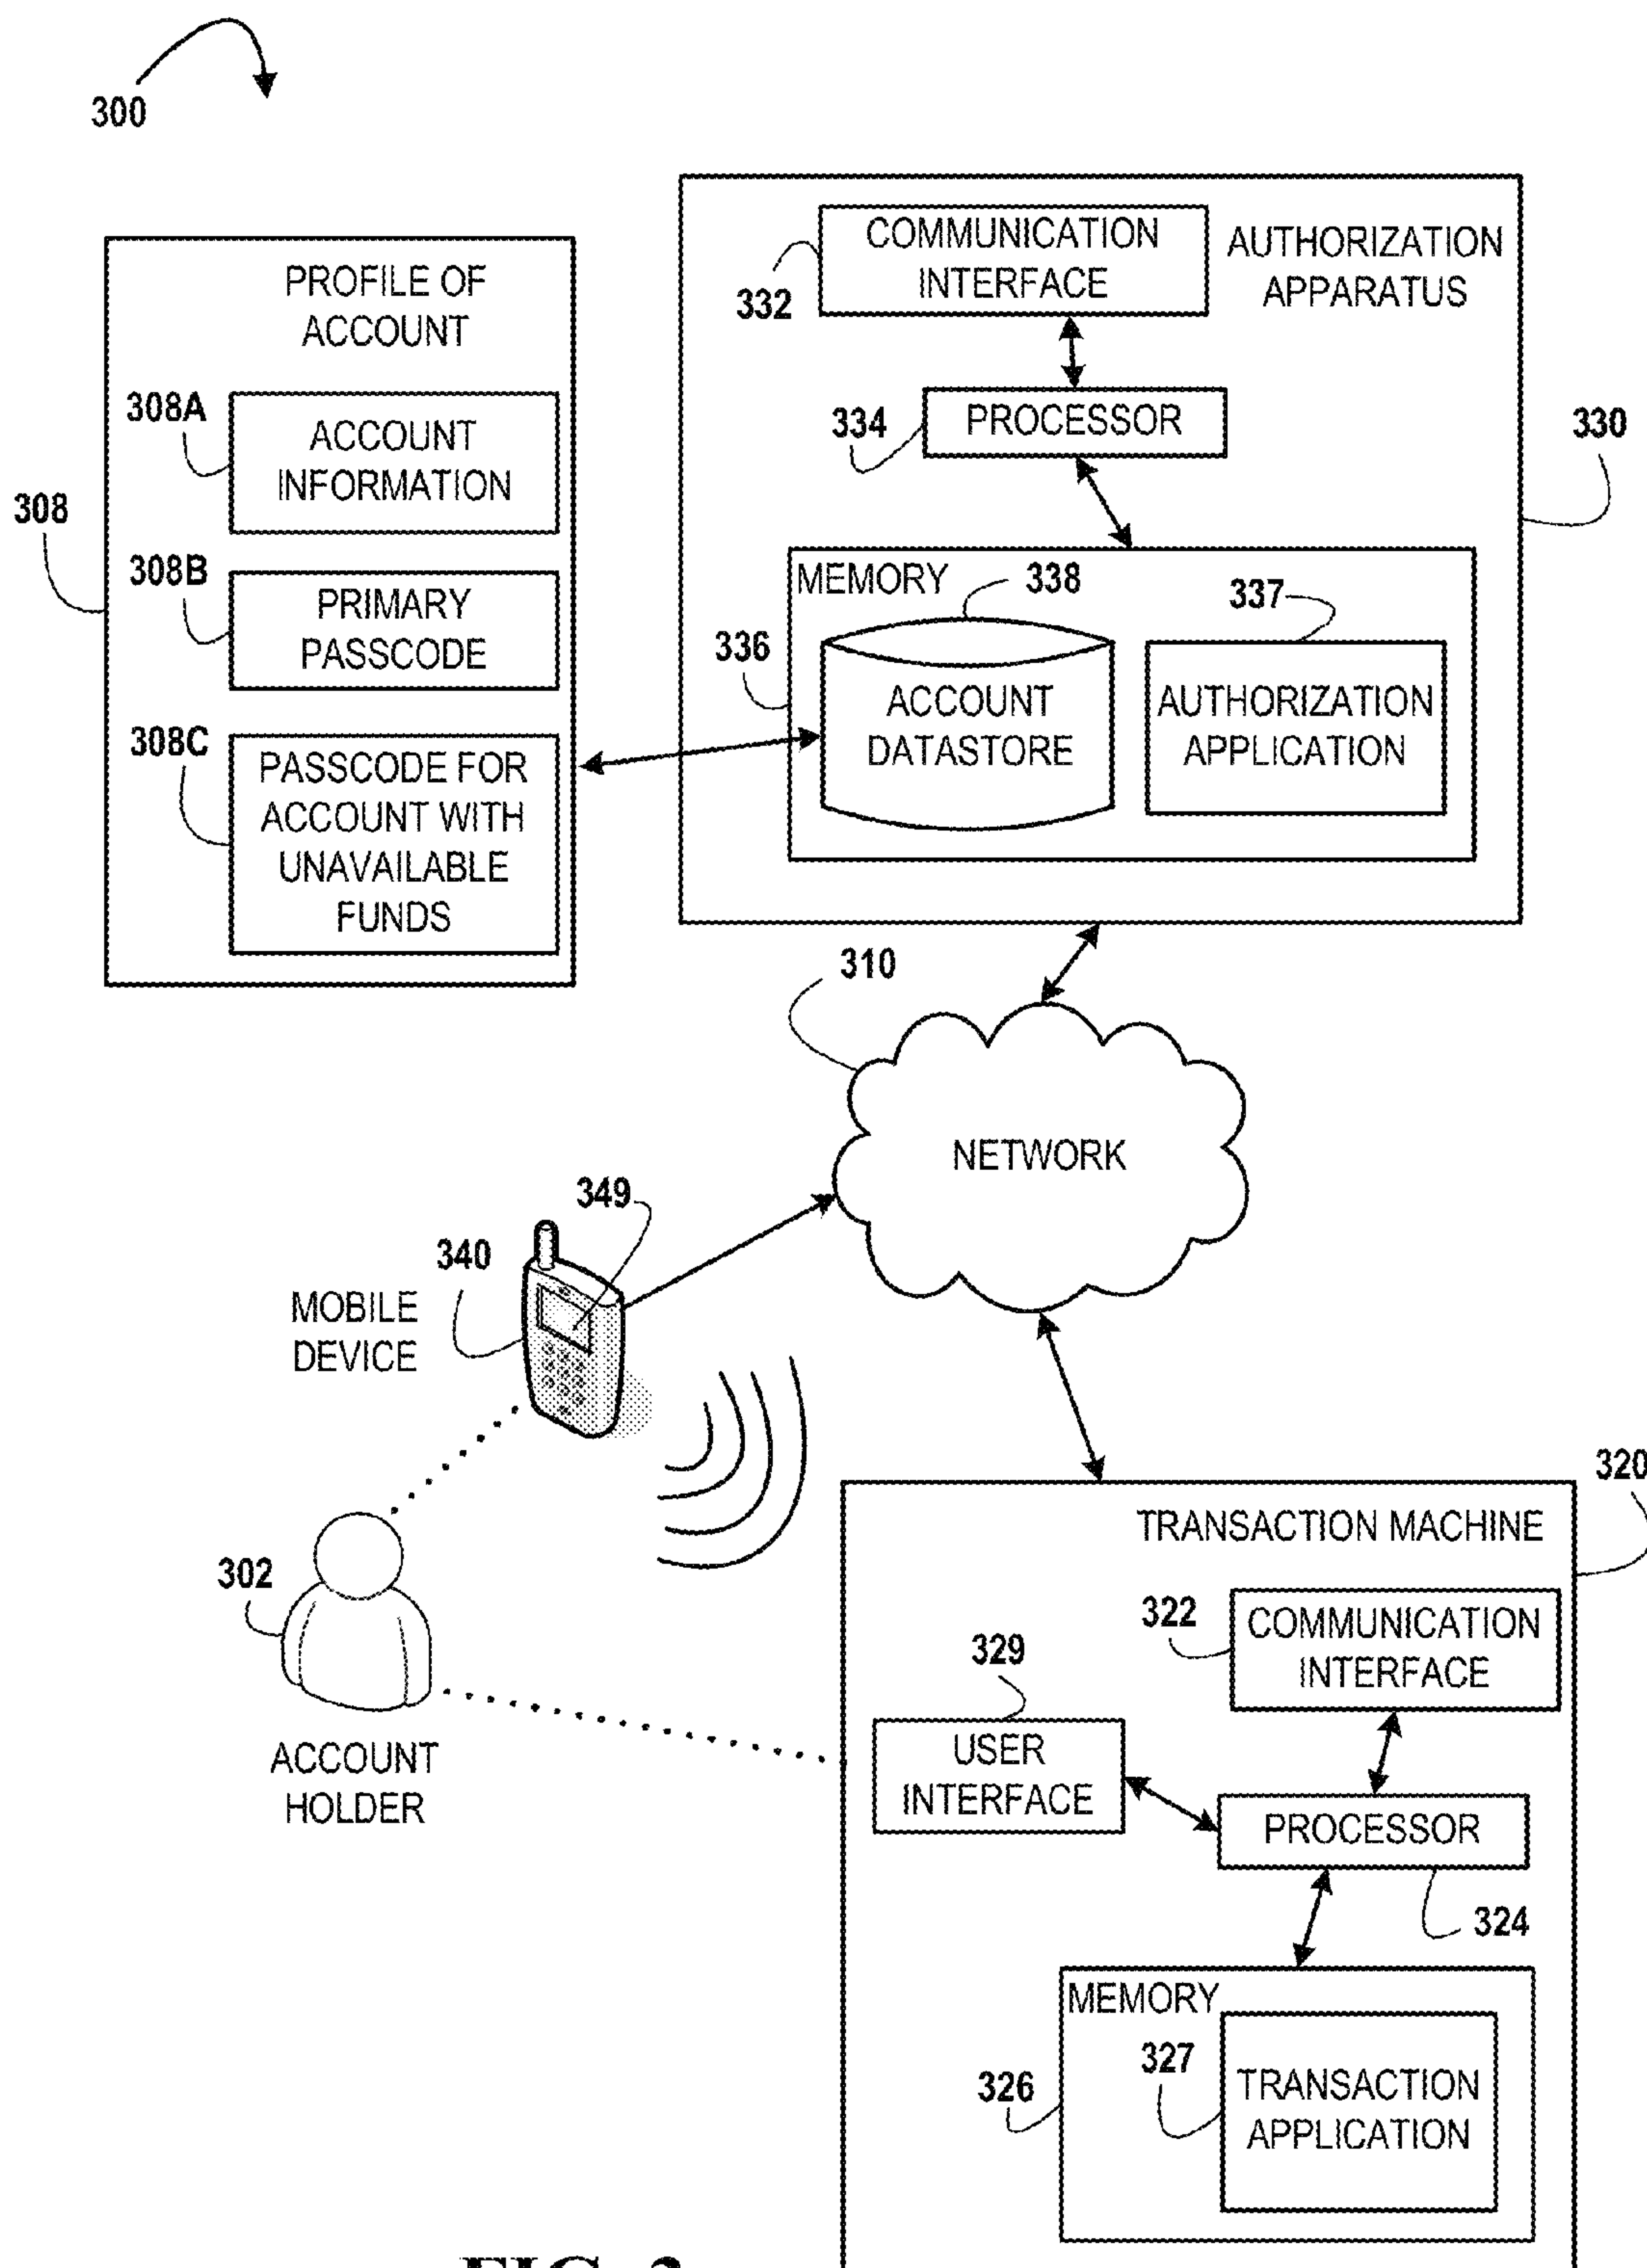 300
COMMUNICATION
INTERFACE
332
AUTHORIZATION
APPARATUS
PROCESSOR
334
330
MEMORY
338
337
336
ACCOUNT
DATASTORE
AUTHORIZATION
APPLICATION
PROFILE OF
ACCOUNT
308
308A
ACCOUNT
INFORMATION
308B
PRIMARY
PASSCODE
308C
PASSCODE FOR
ACCOUNT WITH
UNAVAILABLE
FUNDS
310
NETWORK
349
340
MOBILE
DEVICE
302
ACCOUNT
HOLDER
320
TRANSACTION MACHINE
322
COMMUNICATION
INTERFACE
329
USER
INTERFACE
PROCESSOR
324
MEMORY
326
327
TRANSACTION
APPLICATION